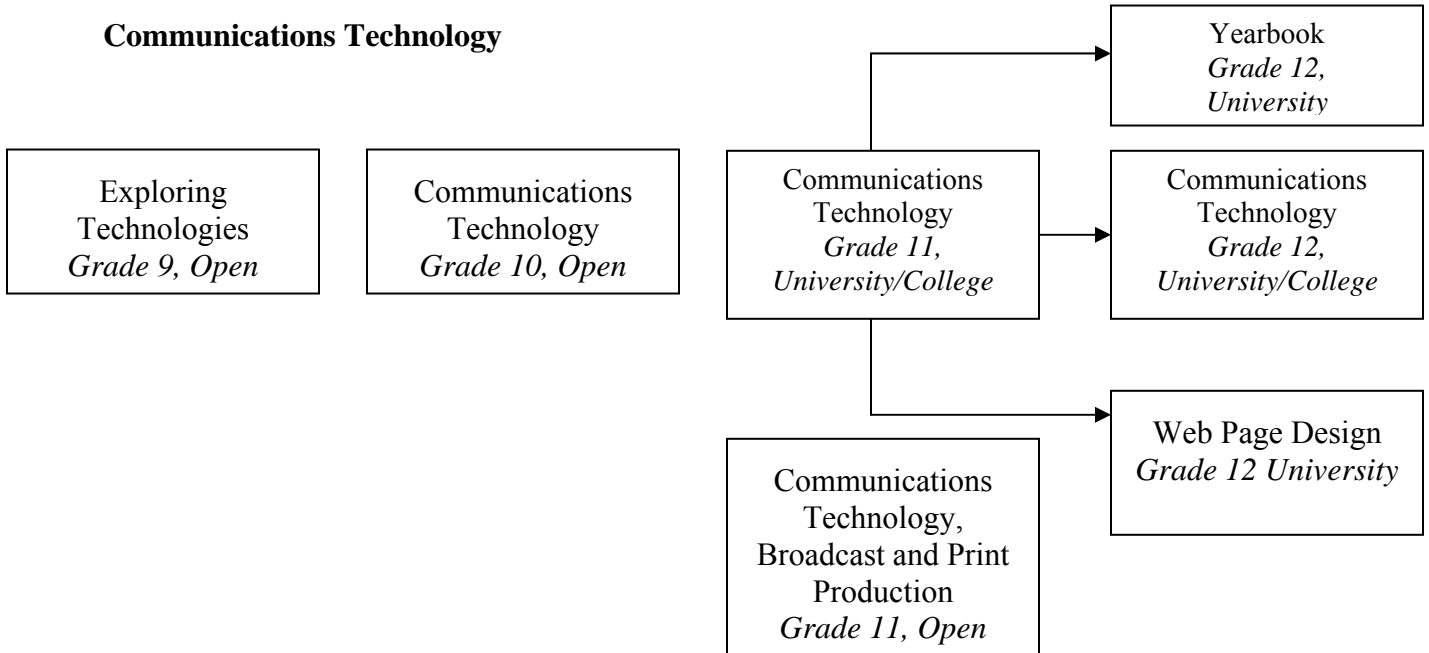 Communications Technology
Yearbook
Grade 12,
University
Exploring
Technologies
Grade 9, Open
Communications
Technology
Grade 10, Open
Communications
Technology
Grade 11,
University/College
Communications
Technology
Grade 12,
University/College
Web Page Design
Grade 12 University
Communications
Technology,
Broadcast and Print
Production
Grade 11, Open